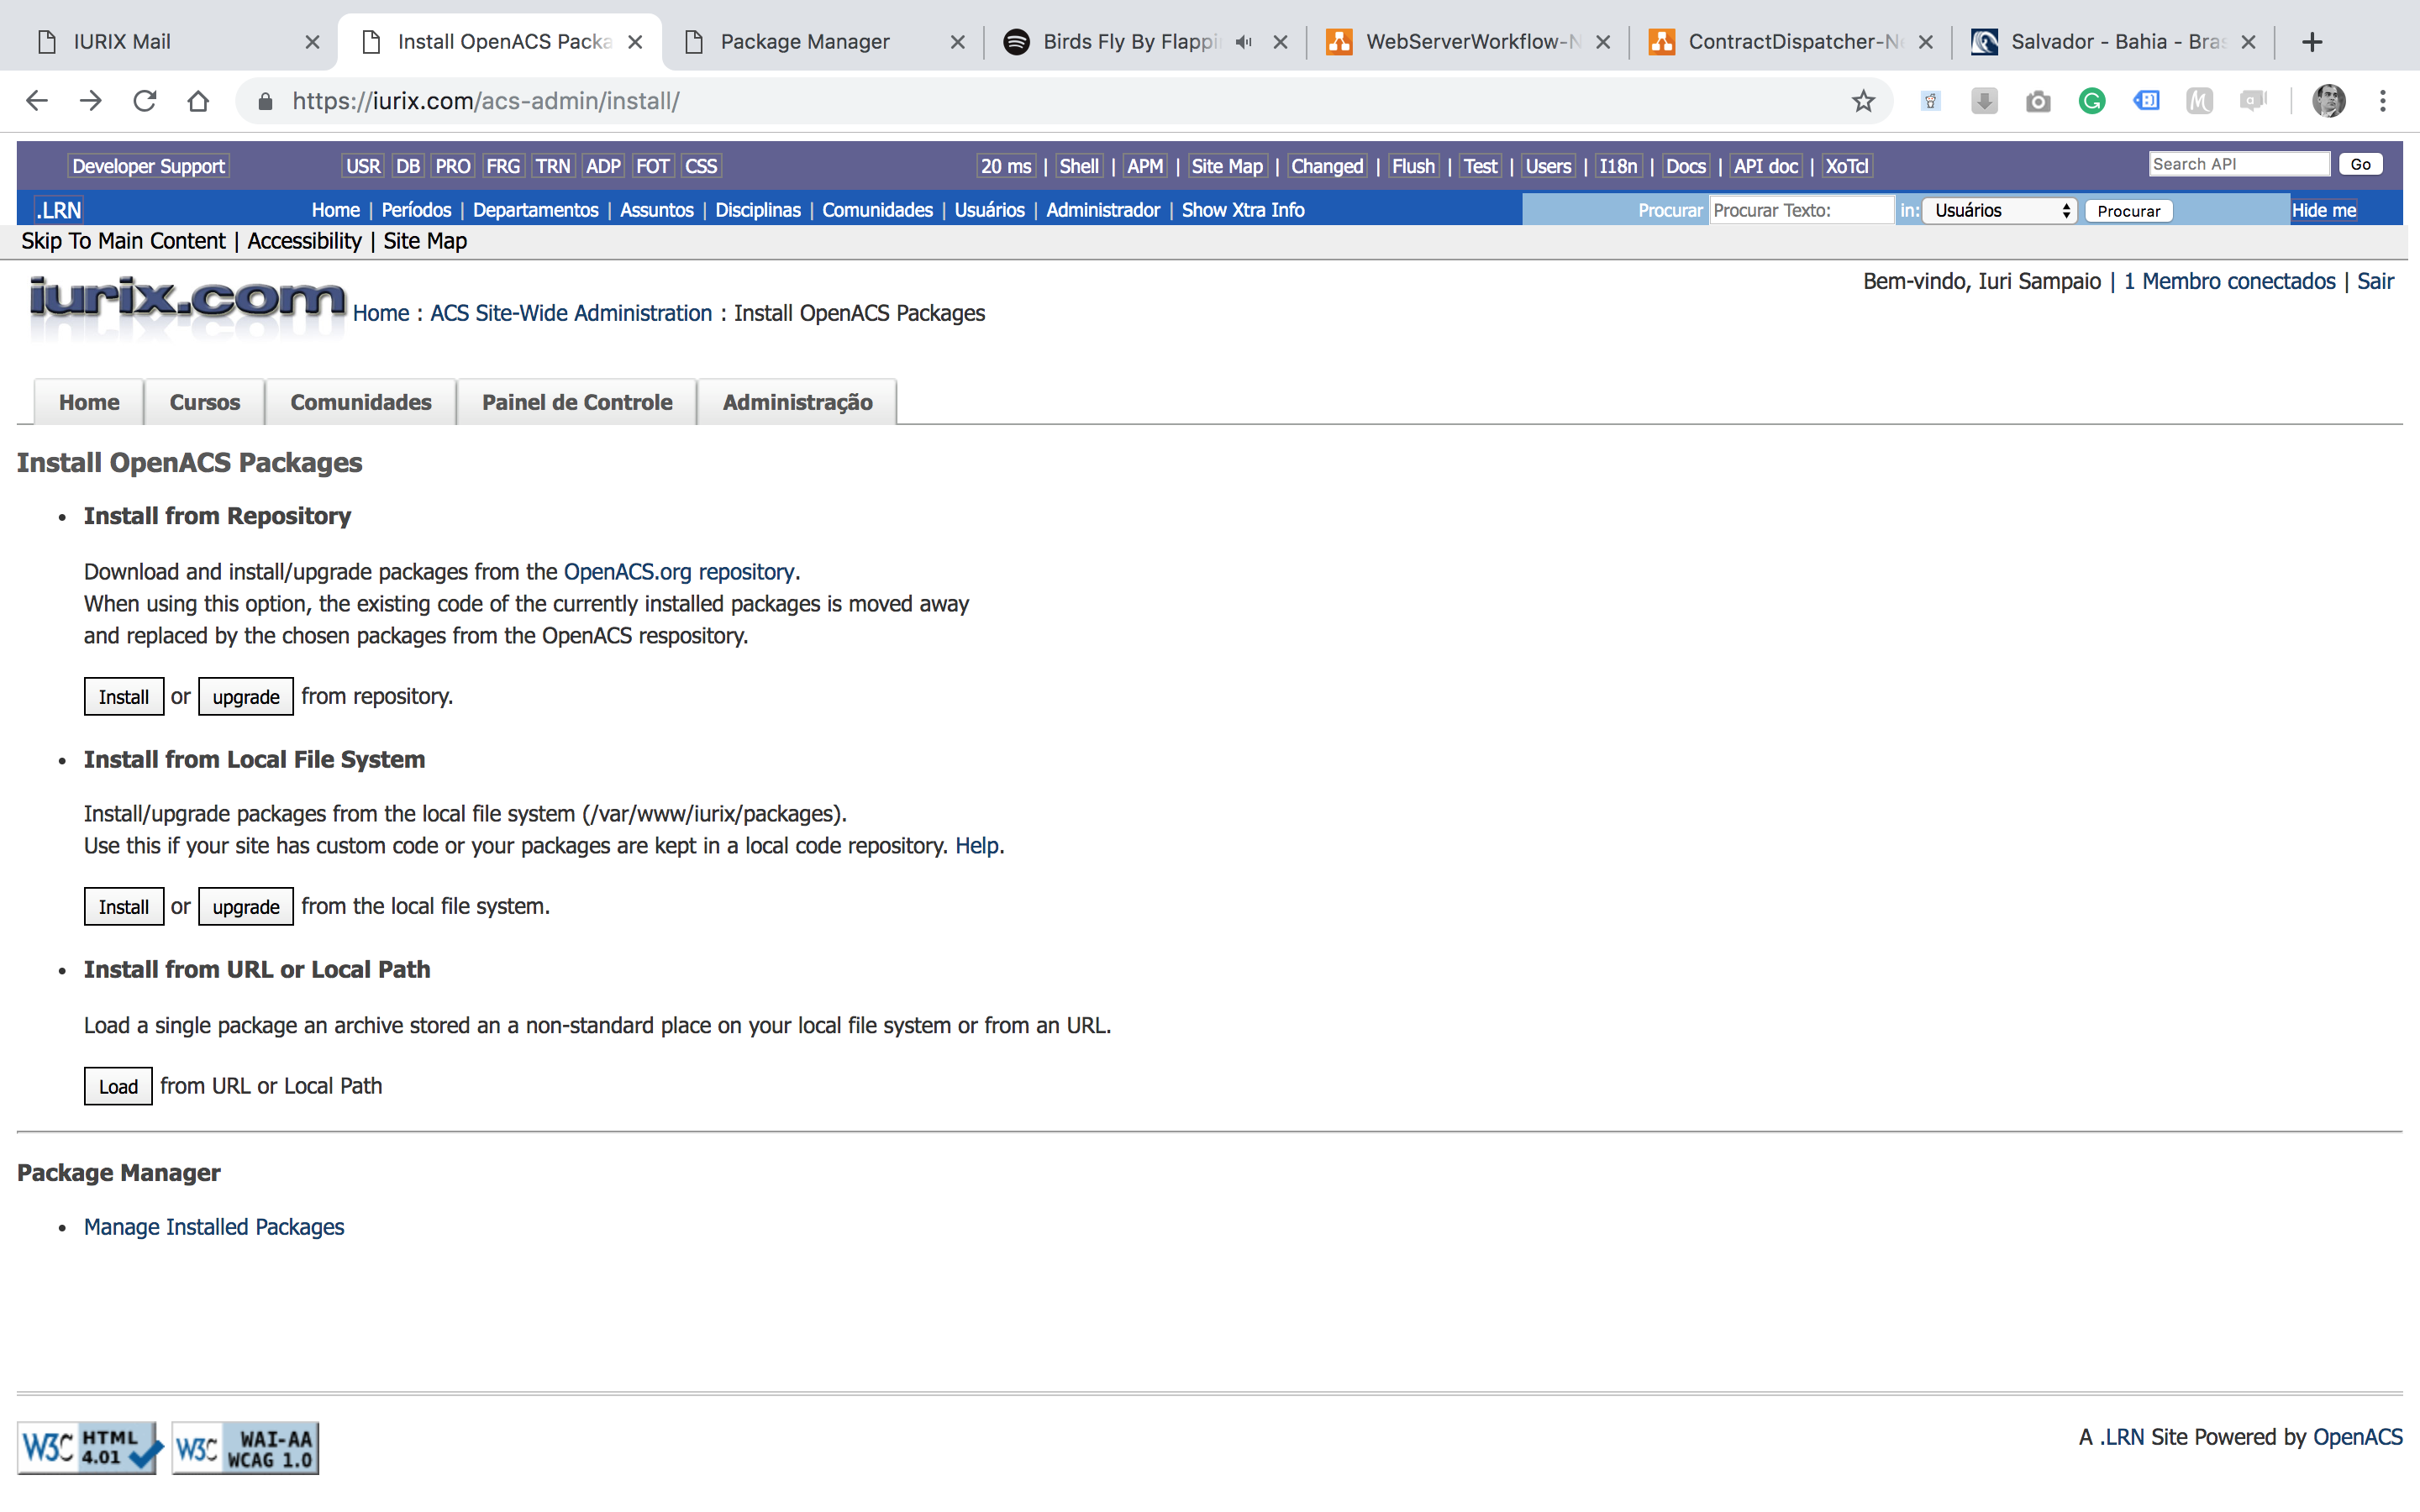 IURIX Mail
Install OpenACS Packa
Package Manager
Birds Fly By Flappi
WebServerWorkflow-N
ContractDispatcher-Ne
Salvador - Bahia - Bras
https://iurix.com/acs-admin/install/
Developer Support USR DB PRO FRG TRN ADP FOT CSS 20 ms | Shell | APM | Site Map | Changed | Flush | Test | Users | I18n | Docs | API doc | XoTcl Search API Go
.LRN Home | Períodos | Departamentos | Assuntos | Disciplinas | Comunidades | Usuários | Administrador | Show Xtra Info Procurar Procurar Texto: in: Usuários Procurar Hide me
Skip To Main Content | Accessibility | Site Map
Bem-vindo, Iuri Sampaio | 1 Membro conectados | Sair
iurix.com Home : ACS Site-Wide Administration : Install OpenACS Packages
Home Cursos Comunidades Painel de Controle Administração
Install OpenACS Packages
• Install from Repository
Download and install/upgrade packages from the OpenACS.org repository.
When using this option, the existing code of the currently installed packages is moved away
and replaced by the chosen packages from the OpenACS respository.
Install or upgrade from repository.
• Install from Local File System
Install/upgrade packages from the local file system (/var/www/iurix/packages).
Use this if your site has custom code or your packages are kept in a local code repository. Help.
Install or upgrade from the local file system.
• Install from URL or Local Path
Load a single package an archive stored an a non-standard place on your local file system or from an URL.
Load from URL or Local Path
Package Manager
• Manage Installed Packages
W3C HTML 4.01
W3C WAI-AA WCAG 1.0
A .LRN Site Powered by OpenACS